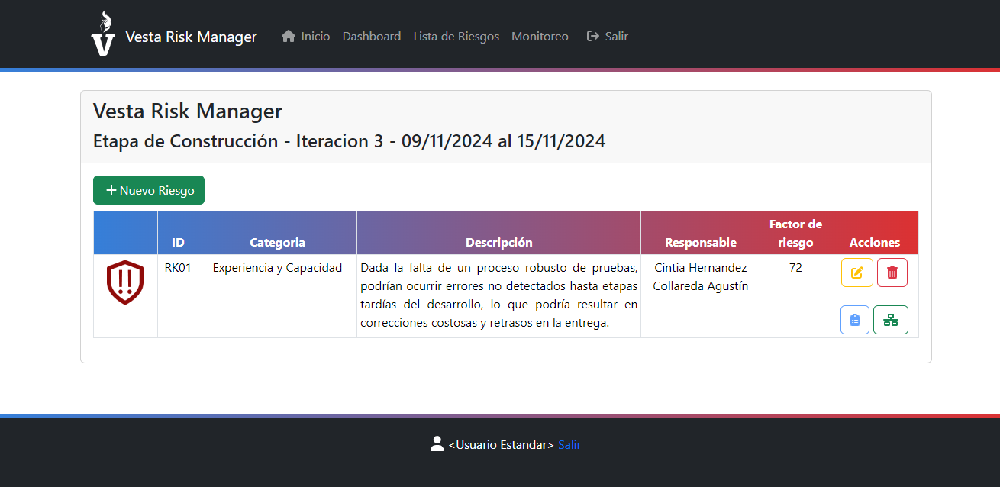 Vesta Risk Manager Inicio Dashboard Lista de Riesgos Monitoreo Salir
Vesta Risk Manager
Etapa de Construcción - Iteracion 3 - 09/11/2024 al 15/11/2024
+ Nuevo Riesgo
ID Categoria Descripción Responsable Factor de riesgo Acciones
RK01 Experiencia y Capacidad
Dada la falta de un proceso robusto de pruebas,
podrían ocurrir errores no detectados hasta etapas
tardías del desarrollo, lo que podría resultar en
correcciones costosas y retrasos en la entrega.
Cintia Hernandez
Collareda Agustín
72
<Usuario Estandar> Salir